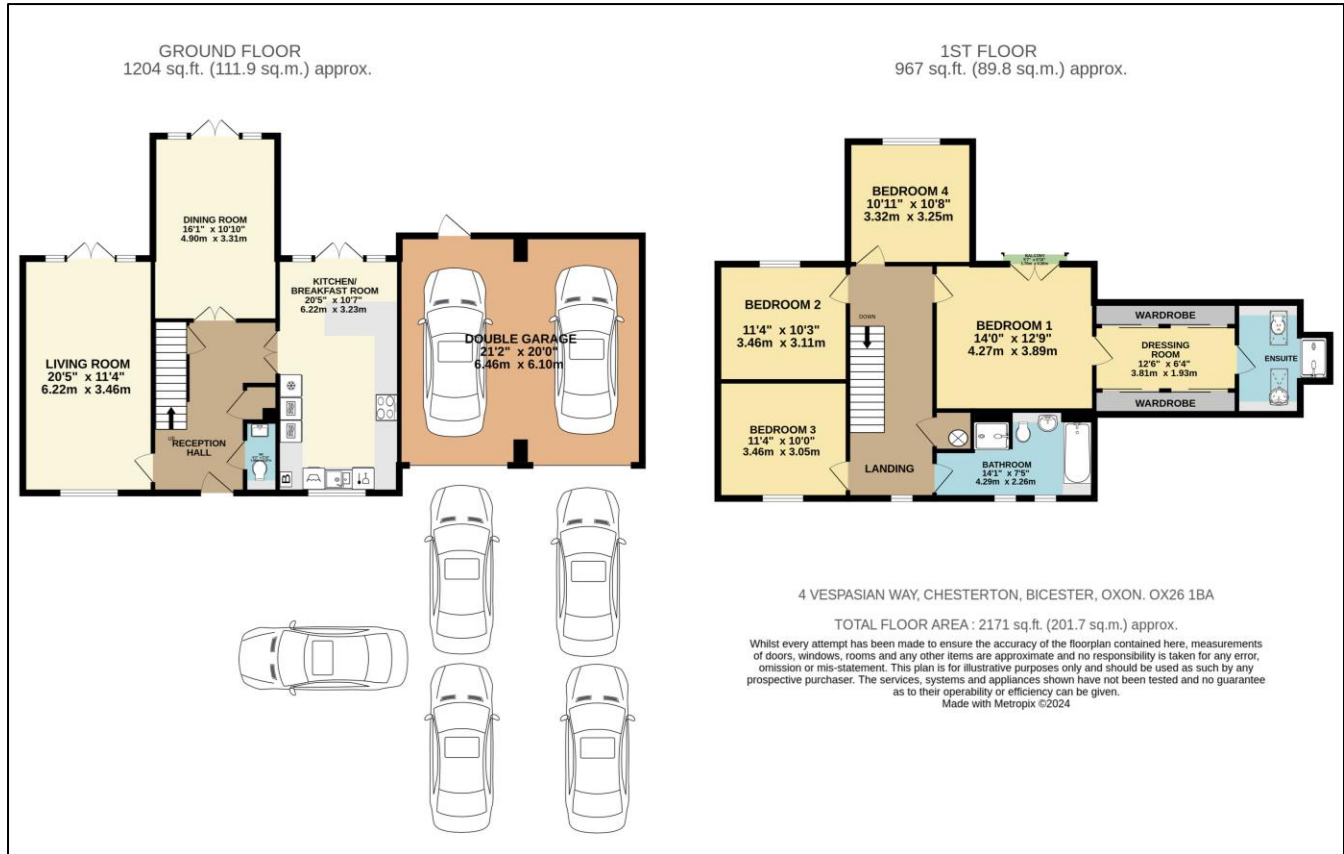 GROUND FLOOR
1204 sq.ft. (111.9 sq.m.) approx.
DINING ROOM
16'1" x 10'10"
4.90m x 3.31m
KITCHEN/
BREAKFAST ROOM
20'5" x 10'7"
6.22m x 3.23m
LIVING ROOM
20'5" x 11'4"
6.22m x 3.46m
DOUBLE GARAGE
21'2" x 20'0"
6.46m x 6.10m
UP
RECEPTION
HALL
B
1ST FLOOR
967 sq.ft. (89.8 sq.m.) approx.
BEDROOM 4
10'11" x 10'8"
3.32m x 3.25m
BALCONY
BEDROOM 2
11'4" x 10'3"
3.46m x 3.11m
DOWN
BEDROOM 1
14'0" x 12'9"
4.27m x 3.89m
WARDROBE
DRESSING
ROOM
12'6" x 6'4"
3.81m x 1.93m
WARDROBE
ENSUITE
BEDROOM 3
11'4" x 10'0"
3.46m x 3.05m
LANDING
BATHROOM
14'1" x 7'5"
4.29m x 2.26m
4 VESPASIAN WAY, CHESTERTON, BICESTER, OXON. OX26 1BA
TOTAL FLOOR AREA : 2171 sq.ft. (201.7 sq.m.) approx.
Whilst every attempt has been made to ensure the accuracy of the floorplan contained here, measurements
of doors, windows, rooms and any other items are approximate and no responsibility is taken for any error,
omission or mis-statement. This plan is for illustrative purposes only and should be used as such by any
prospective purchaser. The services, systems and appliances shown have not been tested and no guarantee
as to their operability or efficiency can be given.
Made with Metropix ©2024